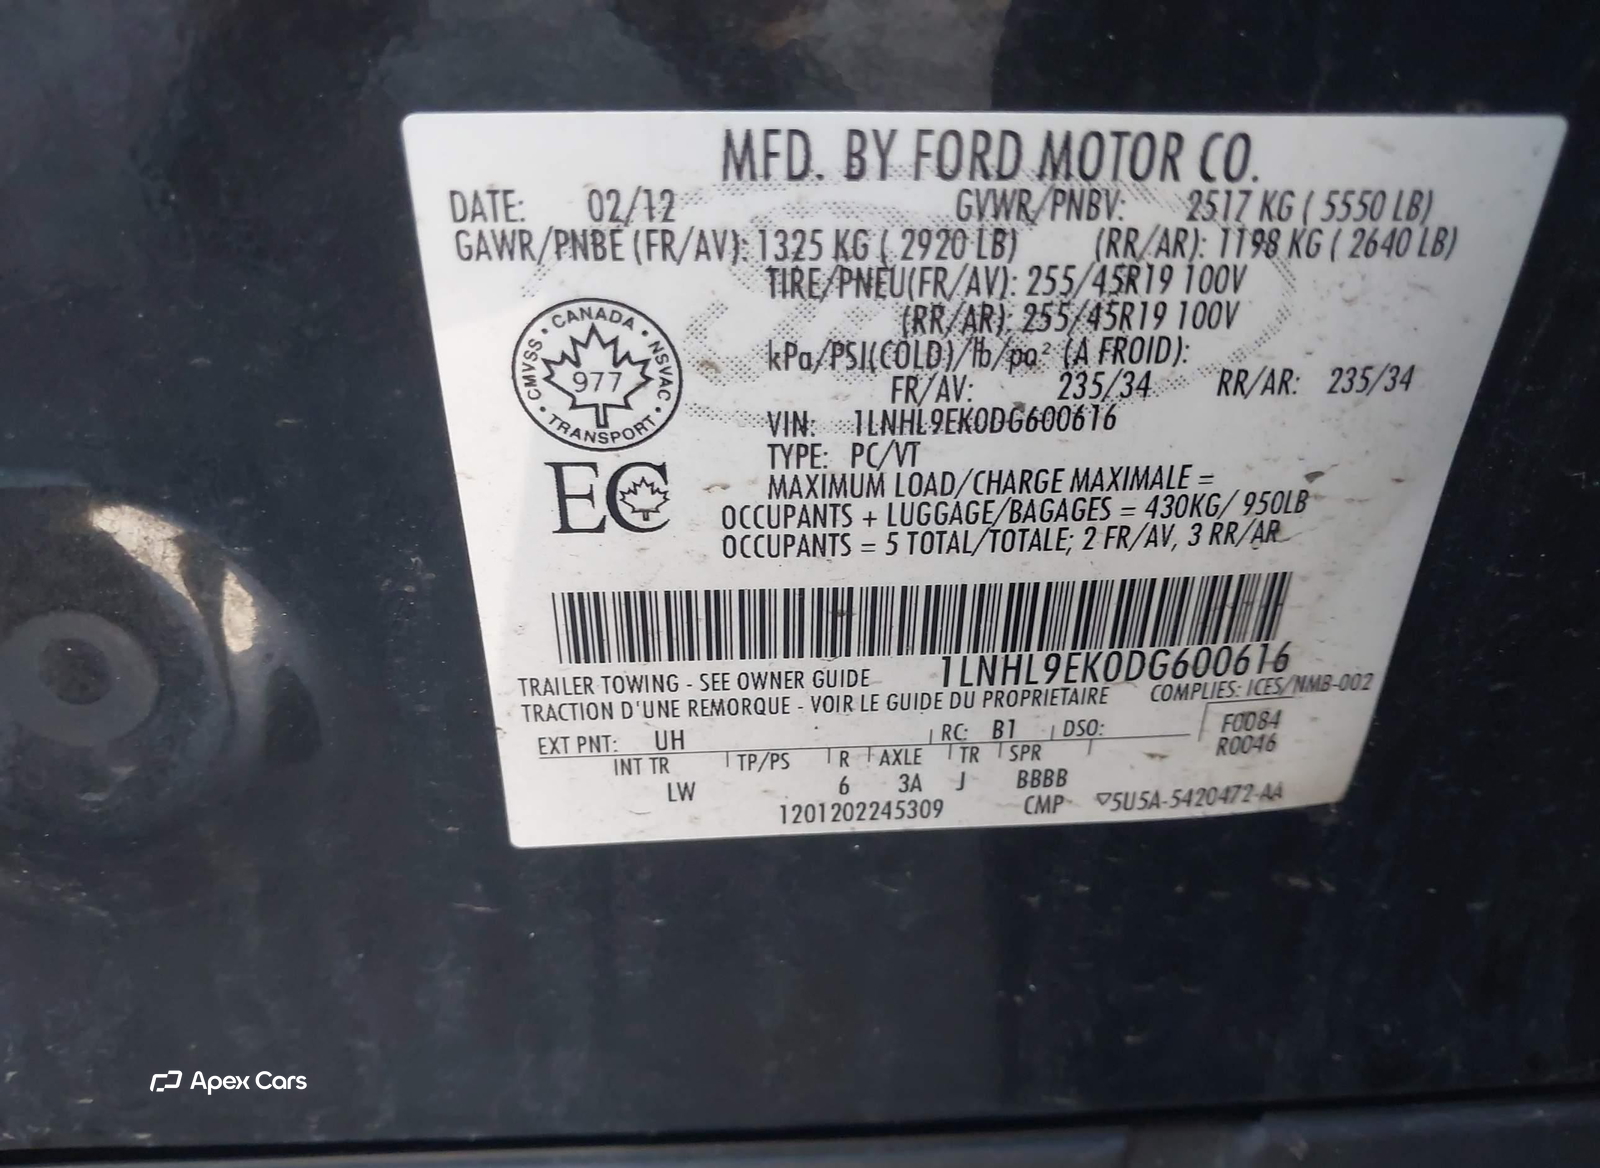 MFD. BY FORD MOTOR CO.
DATE: 02/12 GVWR/PNBV: 2517 KG ( 5550 LB)
GAWR/PNBE (FR/AV): 1325 KG ( 2920 LB) (RR/AR): 1198 KG ( 2640 LB)
TIRE/PNEU(FR/AV): 255/45R19 100V
(RR/AR): 255/45R19 100V
kPa/PSI(COLD)/lb/po² (A FROID):
FR/AV: 235/34 RR/AR: 235/34
VIN: 1LNHL9EK0DG600616
TYPE: PC/VT
MAXIMUM LOAD/CHARGE MAXIMALE =
OCCUPANTS + LUGGAGE/BAGAGES = 430KG/ 950LB
OCCUPANTS = 5 TOTAL/TOTALE; 2 FR/AV, 3 RR/AR
CANADA
CMVSS 977 NSVAC
TRANSPORT
EC
1LNHL9EK0DG600616
TRAILER TOWING - SEE OWNER GUIDE
TRACTION D'UNE REMORQUE - VOIR LE GUIDE DU PROPRIETAIRE COMPLIES: ICES/NMB-002
EXT PNT: UH RC: B1 DSO: F0084
R0046
INT TR TP/PS R AXLE TR SPR
LW 6 3A J BBBB
1201202245309 CMP ▽5U5A-5420472-AA
Apex Cars